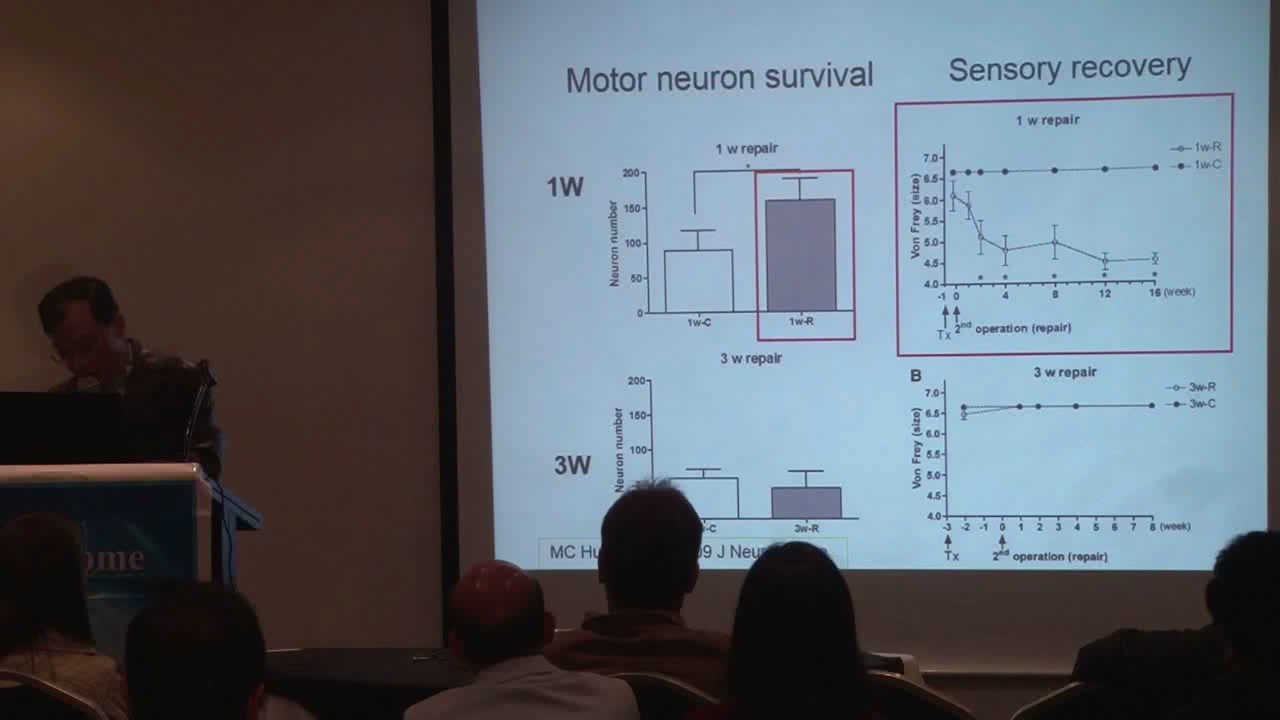 Motor neuron survival
Sensory recovery
1W
1 w repair
*
Neuron number
200
150
100
50
0
1w-C
1w-R
3W
3 w repair
Neuron number
200
150
100
3w-R
1 w repair
1w-R
1w-C
Von Frey (size)
7.0
6.5
6.0
5.5
5.0
4.5
4.0
* * * * *
-1 0 4 8 12 16 (week)
Tx
2nd operation (repair)
B
3 w repair
3w-R
3w-C
Von Frey (size)
7.0
6.5
6.0
5.5
5.0
4.5
4.0
-3 -2 -1 0 1 2 3 4 5 6 7 8 (week)
Tx
2nd operation (repair)
MC
09 J